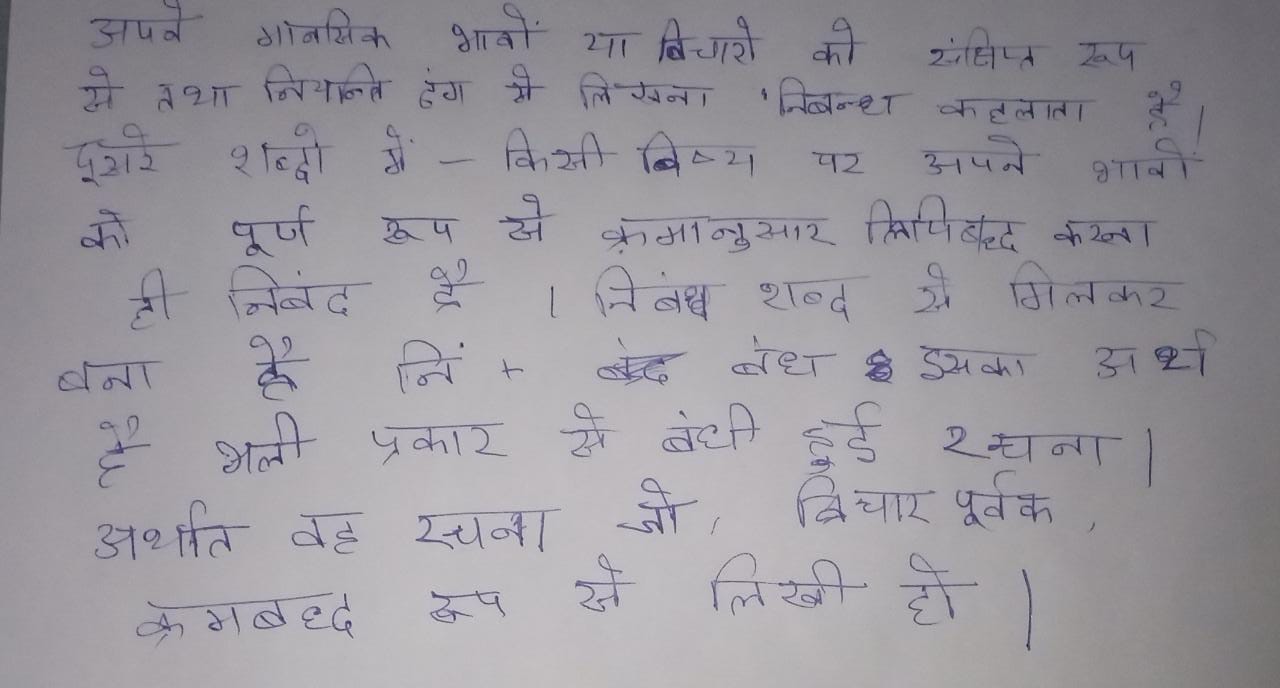 अपने मानसिक भावों या विचारो को संक्षिप्त रूप
से तथा नियन्ति ढंग से लिखना 'निबन्ध कहलाता है।
दूसरे शब्दो में – किसी विषय पर अपने भावों
को पूर्ण रूप से क्रमानुसार लिपिबद्द करना
ही निबंद है । निबंध शब्द से मिलकर
बना है नि + बंध इसका अर्थ
है भली प्रकार से बंधी हुई रचना।
अर्थात वह रचना जो, विचार पूर्वक,
क्रमबद्द रूप से लिखी हो।